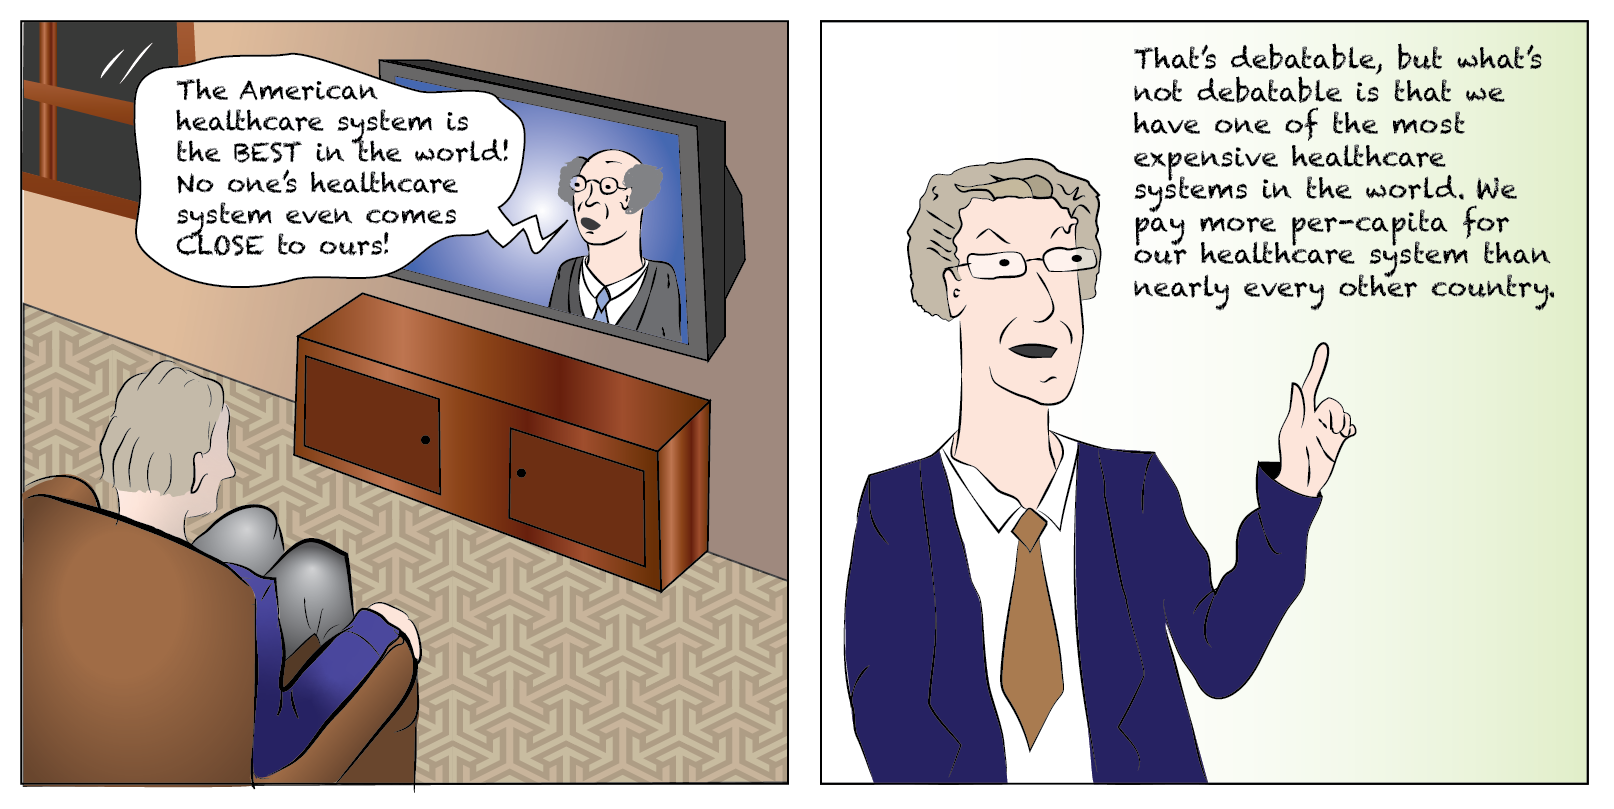 The American
healthcare system is
the BEST in the world!
No one's healthcare
system even comes
CLOSE to ours!
That's debatable, but what's
not debatable is that we
have one of the most
expensive healthcare
systems in the world. We
pay more per-capita for
our healthcare system than
nearly every other country.